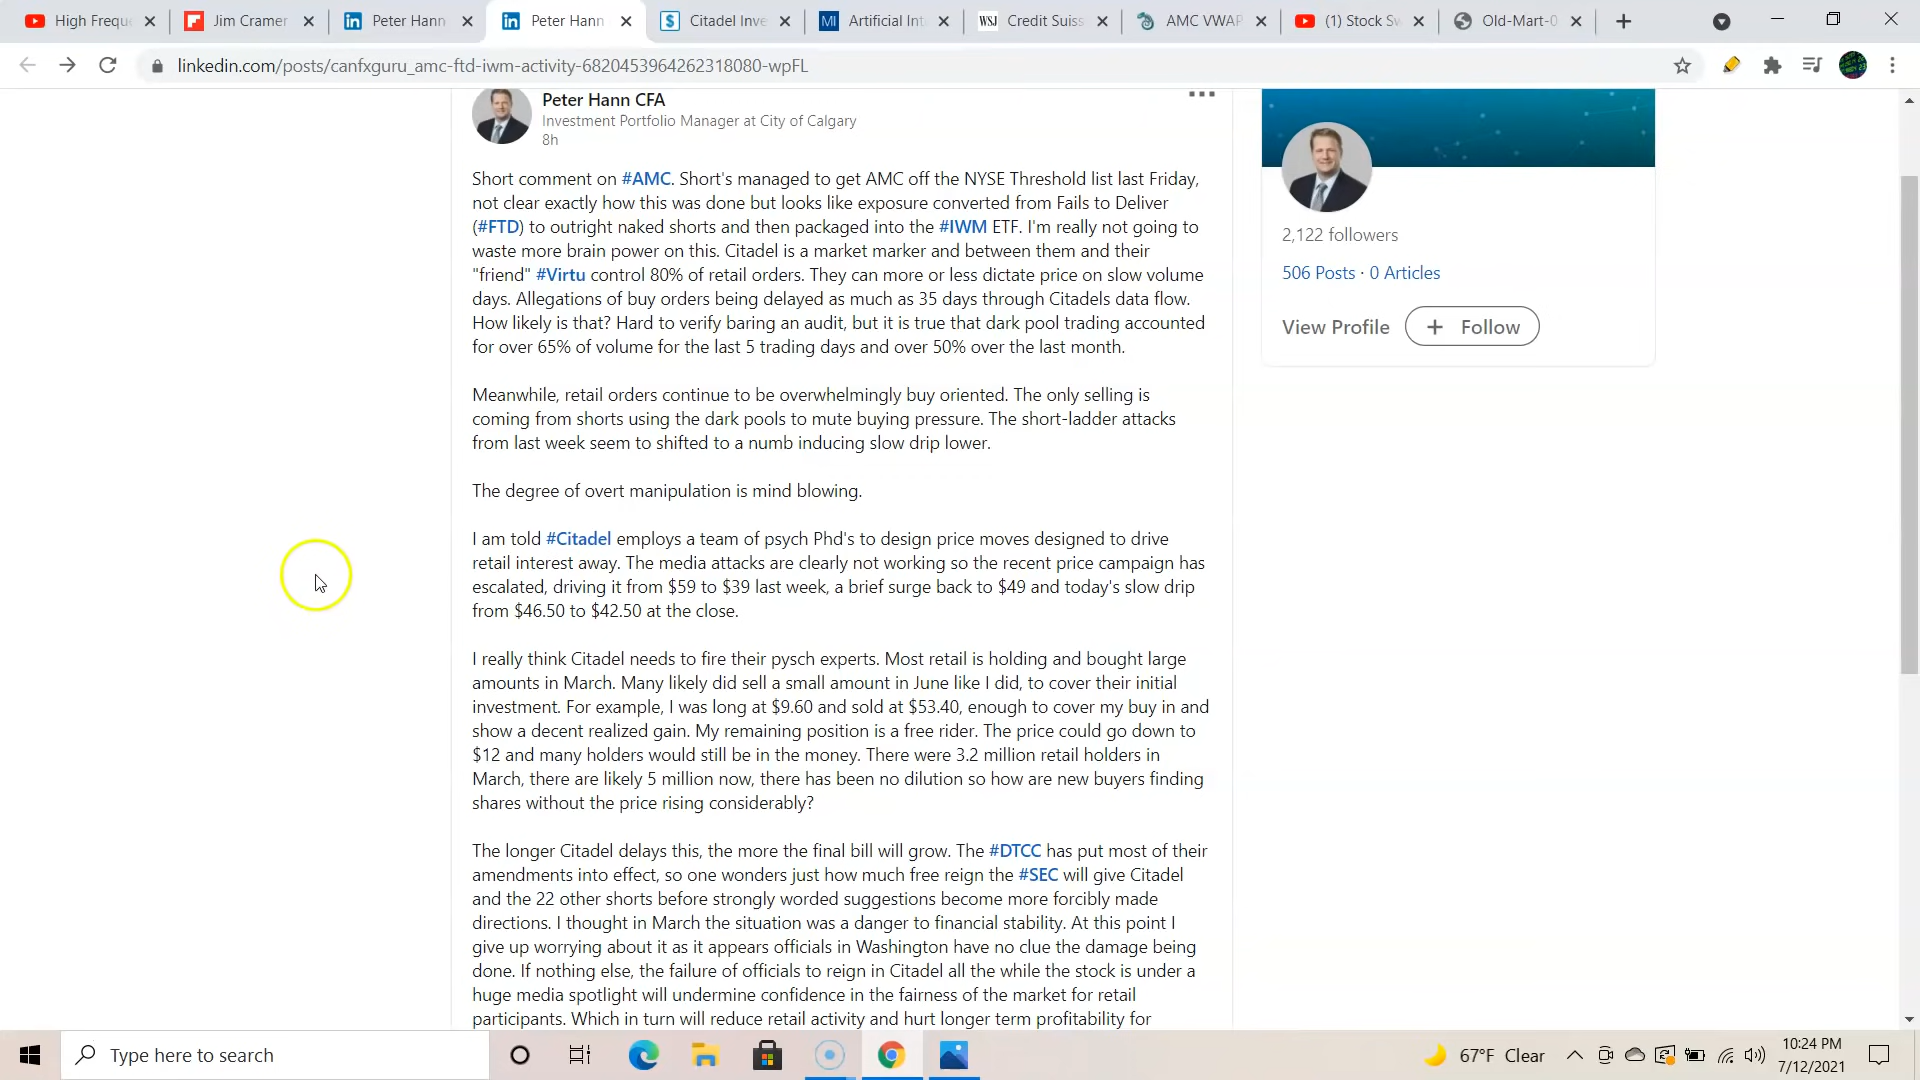 High Freque
Jim Cramer
Peter Hann
Peter Hann
Citadel Inve
Artificial Int
WSJ
Credit Suiss
AMC VWAP
(1) Stock Sw
Old-Mart-0
linkedin.com/posts/canfxguru_amc-ftd-iwm-activity-6820453964262318080-wpFL
Peter Hann CFA
Investment Portfolio Manager at City of Calgary
8h
Short comment on #AMC. Short's managed to get AMC off the NYSE Threshold list last Friday,
not clear exactly how this was done but looks like exposure converted from Fails to Deliver
(#FTD) to outright naked shorts and then packaged into the #IWM ETF. I'm really not going to
waste more brain power on this. Citadel is a market marker and between them and their
"friend" #Virtu control 80% of retail orders. They can more or less dictate price on slow volume
days. Allegations of buy orders being delayed as much as 35 days through Citadels data flow.
How likely is that? Hard to verify baring an audit, but it is true that dark pool trading accounted
for over 65% of volume for the last 5 trading days and over 50% over the last month.
Meanwhile, retail orders continue to be overwhelmingly buy oriented. The only selling is
coming from shorts using the dark pools to mute buying pressure. The short-ladder attacks
from last week seem to shifted to a numb inducing slow drip lower.
The degree of overt manipulation is mind blowing.
I am told #Citadel employs a team of psych Phd's to design price moves designed to drive
retail interest away. The media attacks are clearly not working so the recent price campaign has
escalated, driving it from $59 to $39 last week, a brief surge back to $49 and today's slow drip
from $46.50 to $42.50 at the close.
I really think Citadel needs to fire their pysch experts. Most retail is holding and bought large
amounts in March. Many likely did sell a small amount in June like I did, to cover their initial
investment. For example, I was long at $9.60 and sold at $53.40, enough to cover my buy in and
show a decent realized gain. My remaining position is a free rider. The price could go down to
$12 and many holders would still be in the money. There were 3.2 million retail holders in
March, there are likely 5 million now, there has been no dilution so how are new buyers finding
shares without the price rising considerably?
The longer Citadel delays this, the more the final bill will grow. The #DTCC has put most of their
amendments into effect, so one wonders just how much free reign the #SEC will give Citadel
and the 22 other shorts before strongly worded suggestions become more forcibly made
directions. I thought in March the situation was a danger to financial stability. At this point I
give up worrying about it as it appears officials in Washington have no clue the damage being
done. If nothing else, the failure of officials to reign in Citadel all the while the stock is under a
huge media spotlight will undermine confidence in the fairness of the market for retail
participants. Which in turn will reduce retail activity and hurt longer term profitability for
2,122 followers
506 Posts · 0 Articles
View Profile
+ Follow
Type here to search
67°F Clear
10:24 PM
7/12/2021